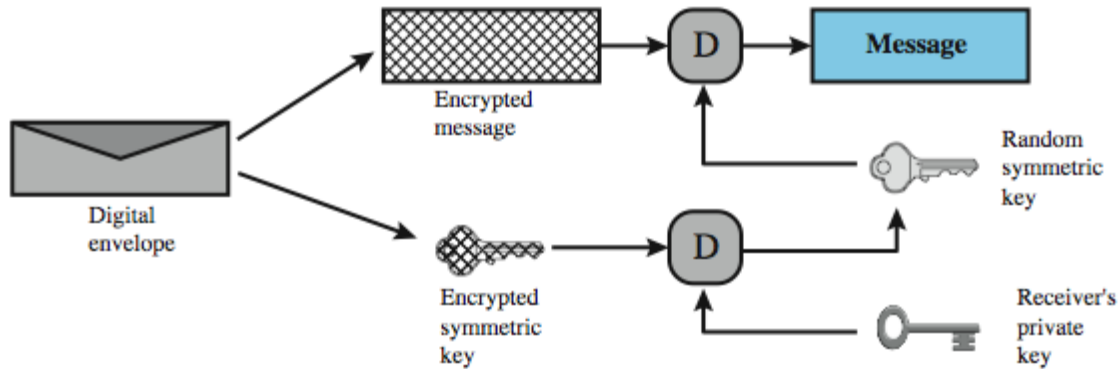 D
Message
Encrypted
message
Random
symmetric
key
Digital
envelope
D
Encrypted
symmetric
key
Receiver's
private
key